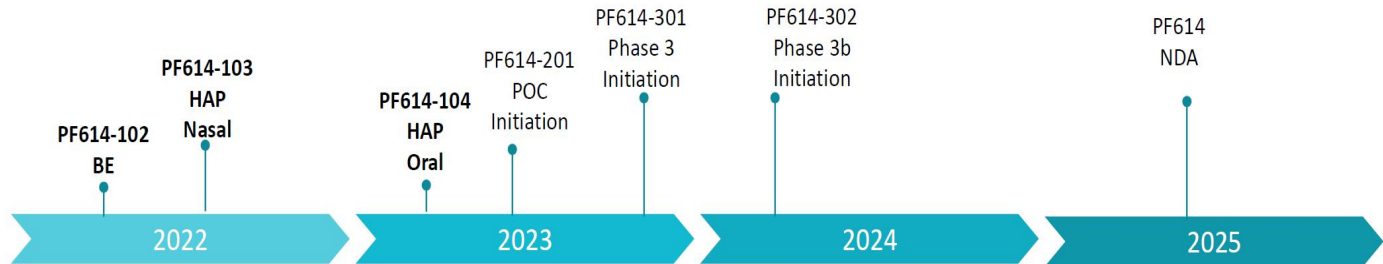 PF614-102
BE
PF614-103
HAP
Nasal
PF614-104
HAP
Oral
PF614-201
POC
Initiation
PF614-301
Phase 3
Initiation
PF614-302
Phase 3b
Initiation
PF614
NDA
2022
2023
2024
2025